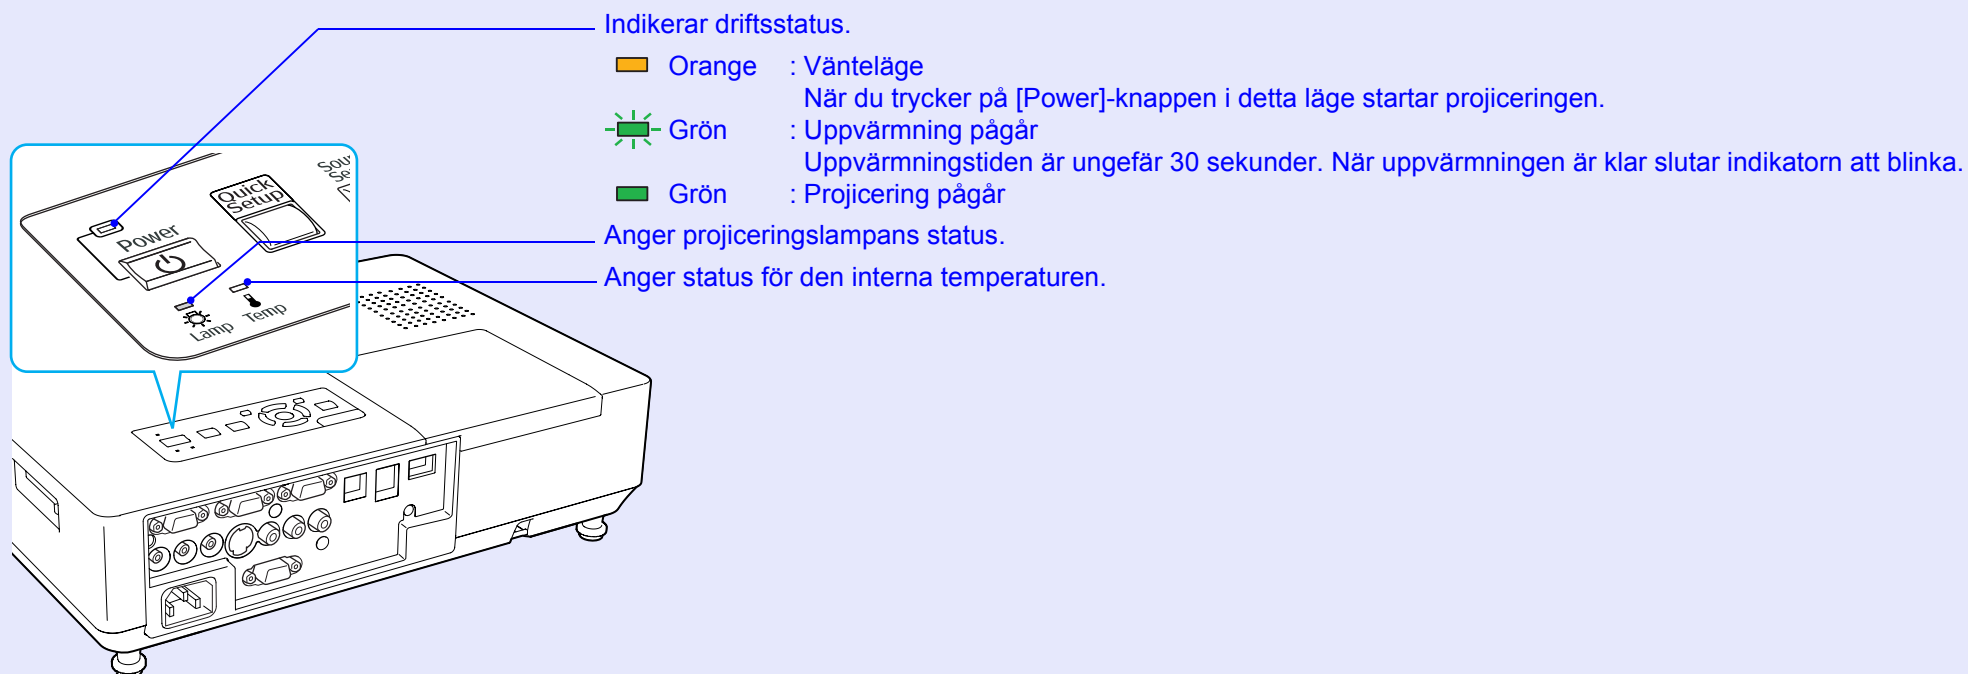 Indikerar driftsstatus.
Orange : Vänteläge
När du trycker på [Power]-knappen i detta läge startar projiceringen.
Grön : Uppvärmning pågår
Uppvärmningstiden är ungefär 30 sekunder. När uppvärmningen är klar slutar indikatorn att blinka.
Grön : Projicering pågår
Anger projiceringslampans status.
Anger status för den interna temperaturen.
Quick
Setup
Power
Lamp
Temp